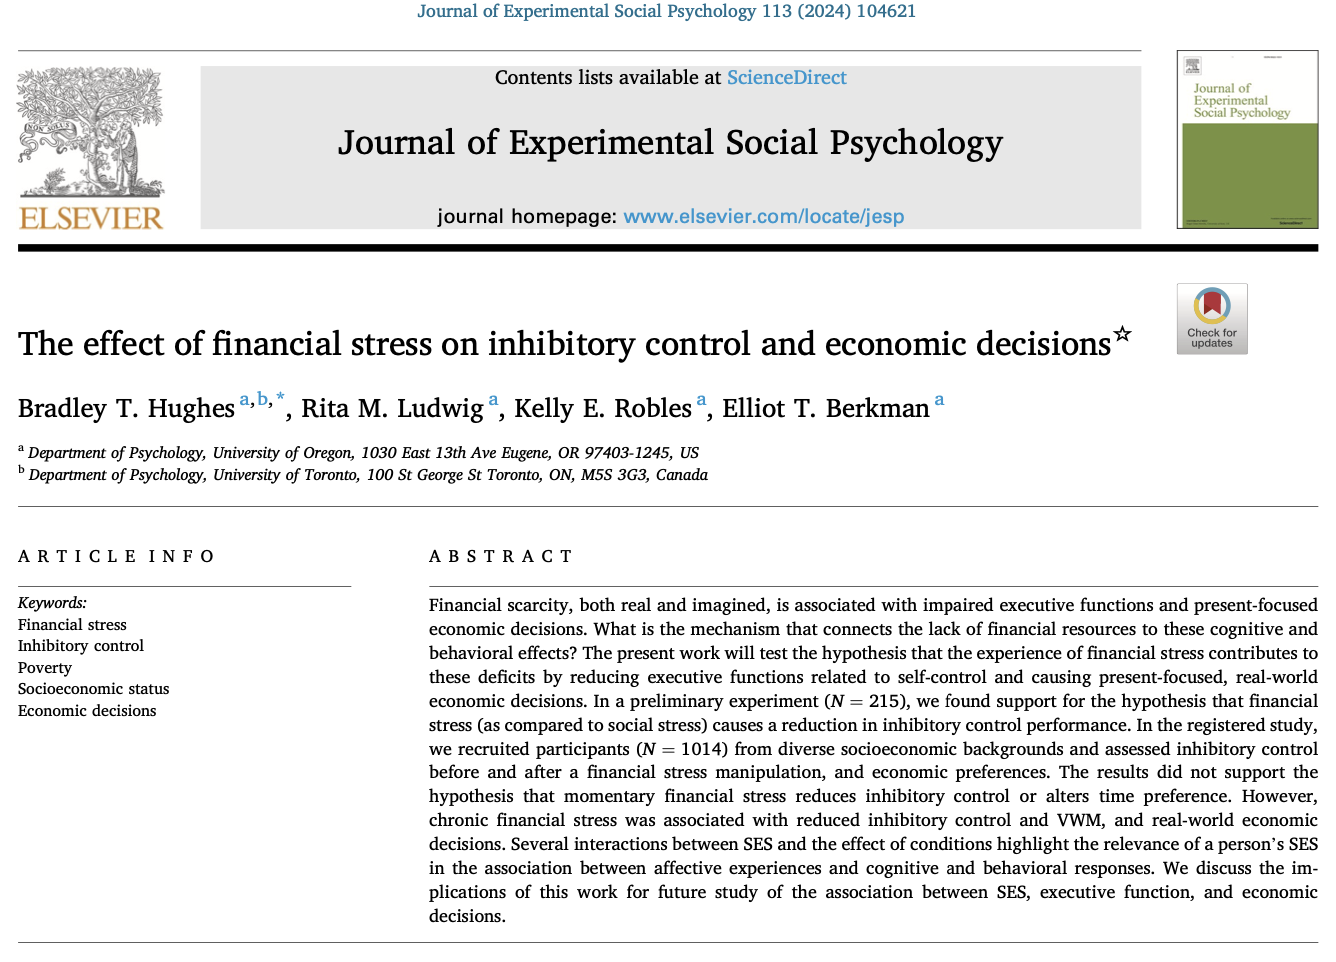 Journal of Experimental Social Psychology 113 (2024) 104621
Contents lists available at ScienceDirect
Journal of Experimental Social Psychology
journal homepage: www.elsevier.com/locate/jesp
NON SOLUS
ELSEVIER
Journal of
Experimental
Social Psychology
Check for
updates
The effect of financial stress on inhibitory control and economic decisions☆
Bradley T. Hughes a,b,*, Rita M. Ludwig a, Kelly E. Robles a, Elliot T. Berkman a
a Department of Psychology, University of Oregon, 1030 East 13th Ave Eugene, OR 97403-1245, US
b Department of Psychology, University of Toronto, 100 St George St Toronto, ON, M5S 3G3, Canada
ARTICLE INFO
Keywords:
Financial stress
Inhibitory control
Poverty
Socioeconomic status
Economic decisions
ABSTRACT
Financial scarcity, both real and imagined, is associated with impaired executive functions and present-focused
economic decisions. What is the mechanism that connects the lack of financial resources to these cognitive and
behavioral effects? The present work will test the hypothesis that the experience of financial stress contributes to
these deficits by reducing executive functions related to self-control and causing present-focused, real-world
economic decisions. In a preliminary experiment (N = 215), we found support for the hypothesis that financial
stress (as compared to social stress) causes a reduction in inhibitory control performance. In the registered study,
we recruited participants (N = 1014) from diverse socioeconomic backgrounds and assessed inhibitory control
before and after a financial stress manipulation, and economic preferences. The results did not support the
hypothesis that momentary financial stress reduces inhibitory control or alters time preference. However,
chronic financial stress was associated with reduced inhibitory control and VWM, and real-world economic
decisions. Several interactions between SES and the effect of conditions highlight the relevance of a person's SES
in the association between affective experiences and cognitive and behavioral responses. We discuss the im-
plications of this work for future study of the association between SES, executive function, and economic
decisions.